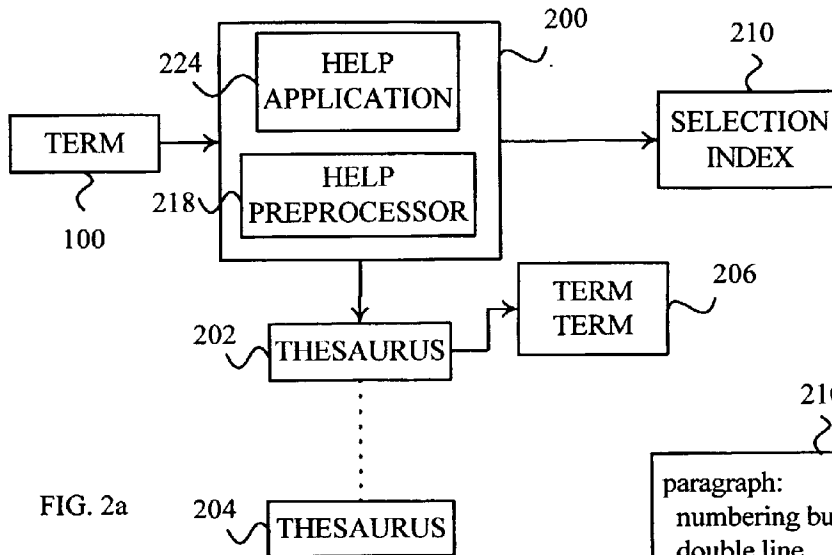 200
210
224
HELP
APPLICATION
SELECTION
INDEX
TERM
218
HELP
PREPROCESSOR
100
206
TERM
TERM
202
THESAURUS
FIG. 2a
204
THESAURUS
paragraph:
numbering
double line